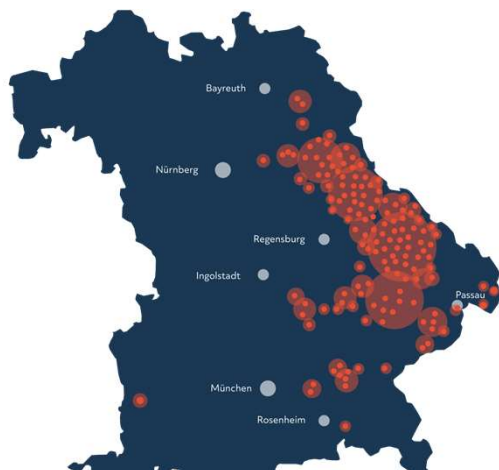 Bayreuth
Nürnberg
Regensburg
Ingolstadt
Passau
München
Rosenheim